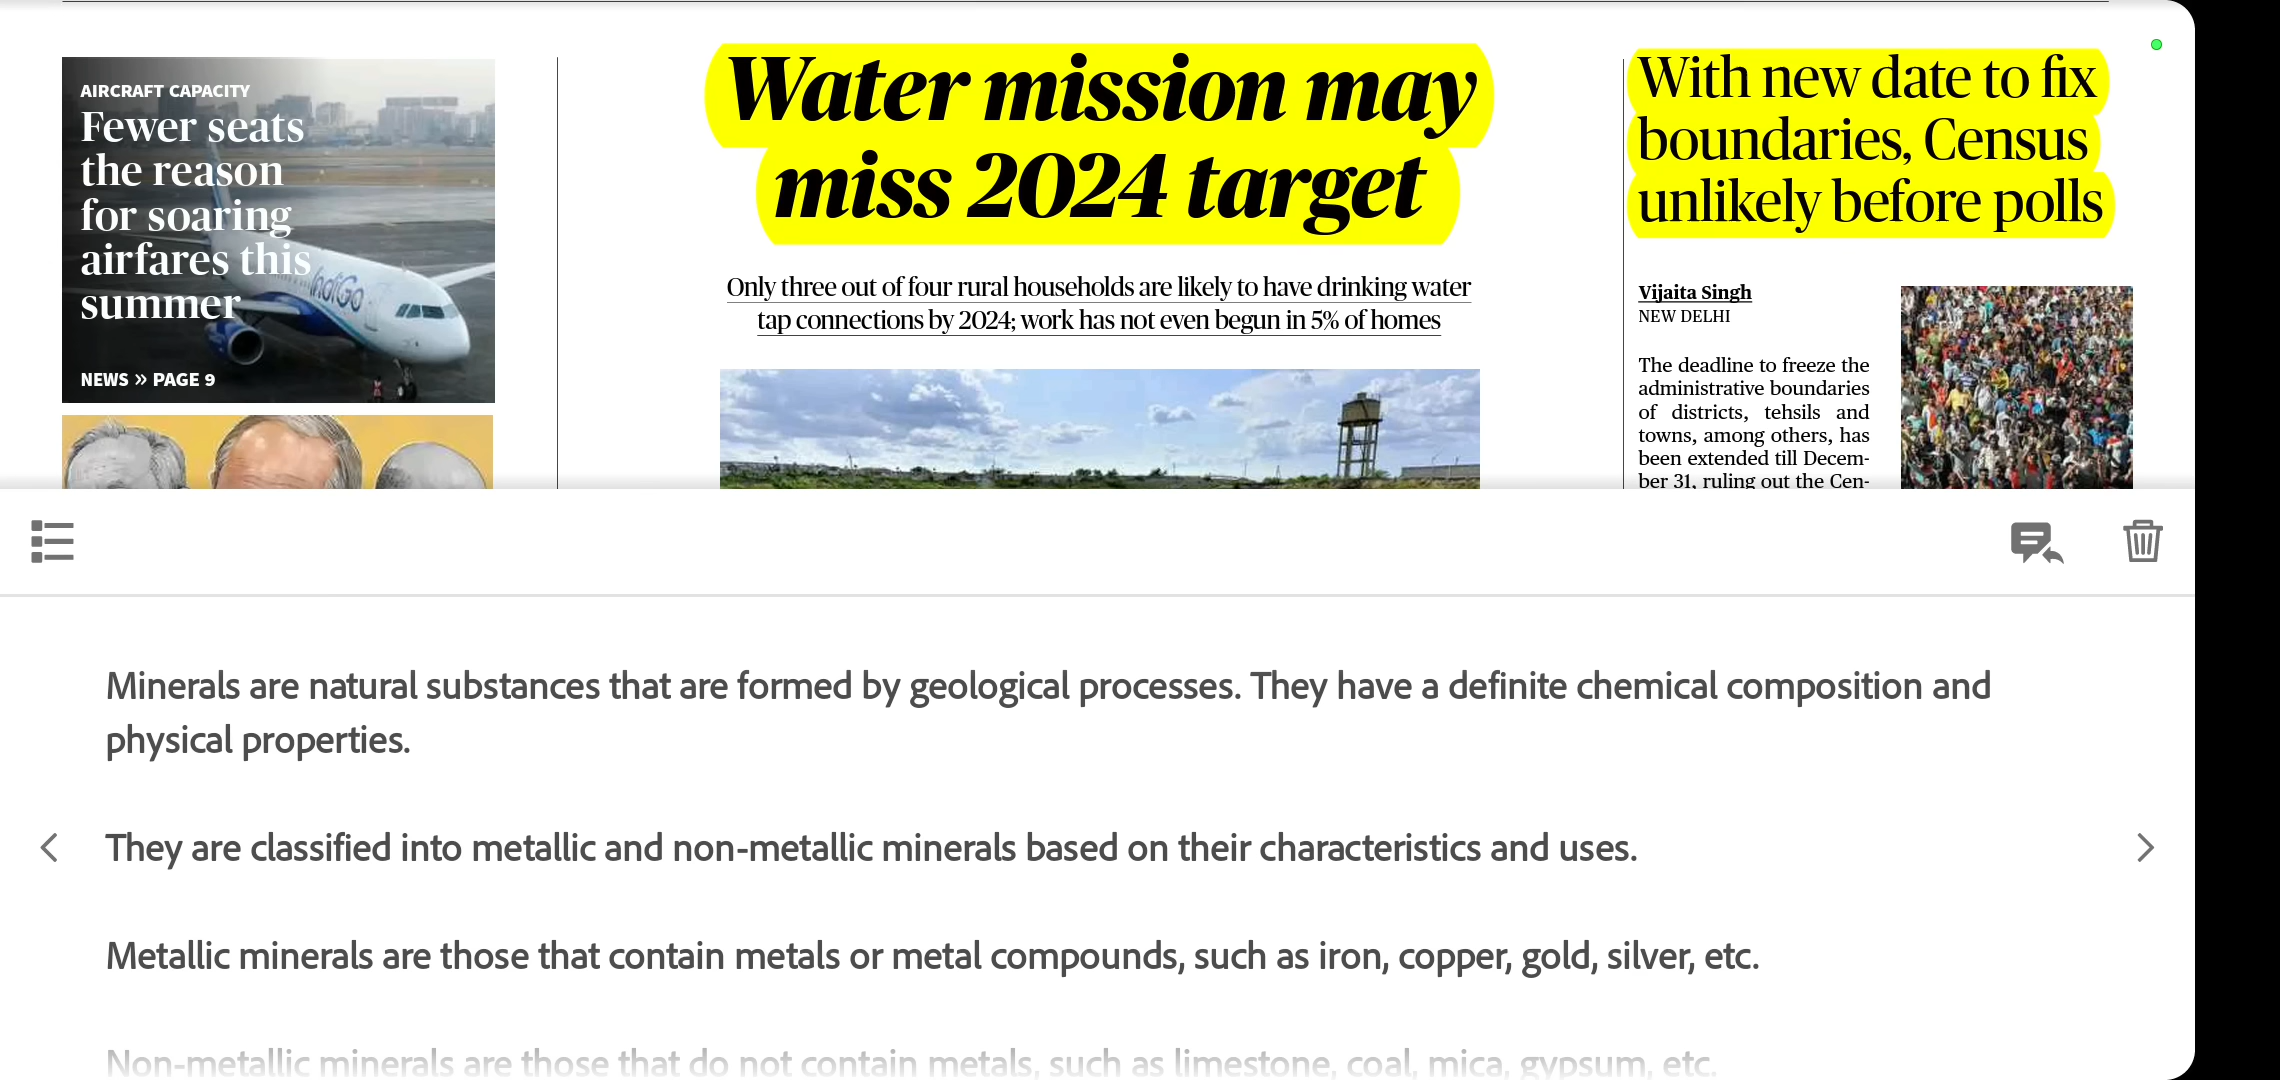 AIRCRAFT CAPACITY
Fewer seats
the reason
for soaring
airfares this
summer
IndiGo
NEWS » PAGE 9
Water mission may
miss 2024 target
Only three out of four rural households are likely to have drinking water
tap connections by 2024; work has not even begun in 5% of homes
With new date to fix
boundaries, Census
unlikely before polls
Vijaita Singh
NEW DELHI
The deadline to freeze the
administrative boundaries
of districts, tehsils and
towns, among others, has
been extended till Decem-
ber 31, ruling out the Cen-
Minerals are natural substances that are formed by geological processes. They have a definite chemical composition and
physical properties.
They are classified into metallic and non-metallic minerals based on their characteristics and uses.
Metallic minerals are those that contain metals or metal compounds, such as iron, copper, gold, silver, etc.
Non-metallic minerals are those that do not contain metals, such as limestone, coal, mica, gypsum, etc.